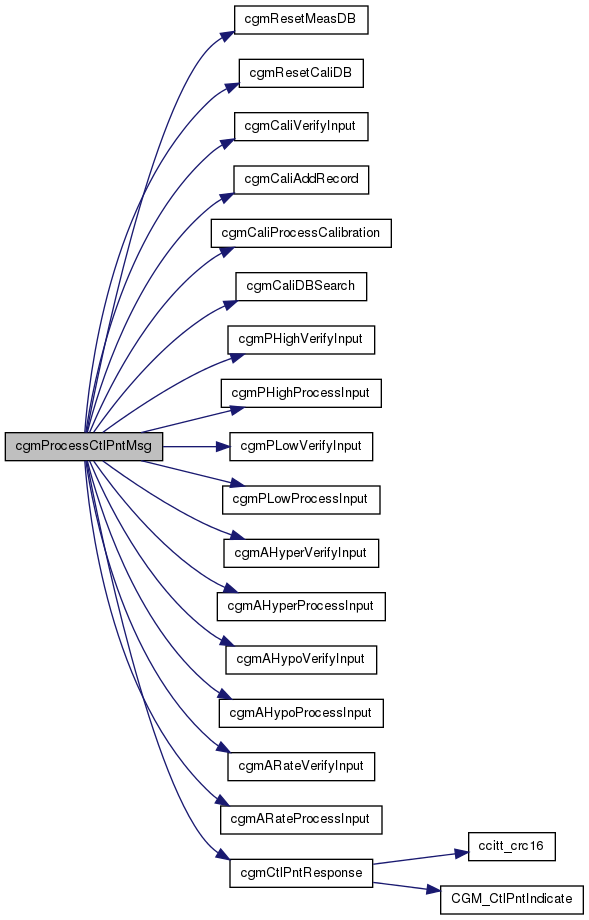 cgmResetMeasDB
cgmResetCaliDB
cgmCaliVerifyInput
cgmCaliAddRecord
cgmCaliProcessCalibration
cgmCaliDBSearch
cgmPHighVerifyInput
cgmPHighProcessInput
cgmProcessCtlPntMsg
cgmPLowVerifyInput
cgmPLowProcessInput
cgmAHyperVerifyInput
cgmAHyperProcessInput
cgmAHypoVerifyInput
cgmAHypoProcessInput
cgmARateVerifyInput
cgmARateProcessInput
cgmCtlPntResponse
ccitt_crc16
CGM_CtlPntIndicate